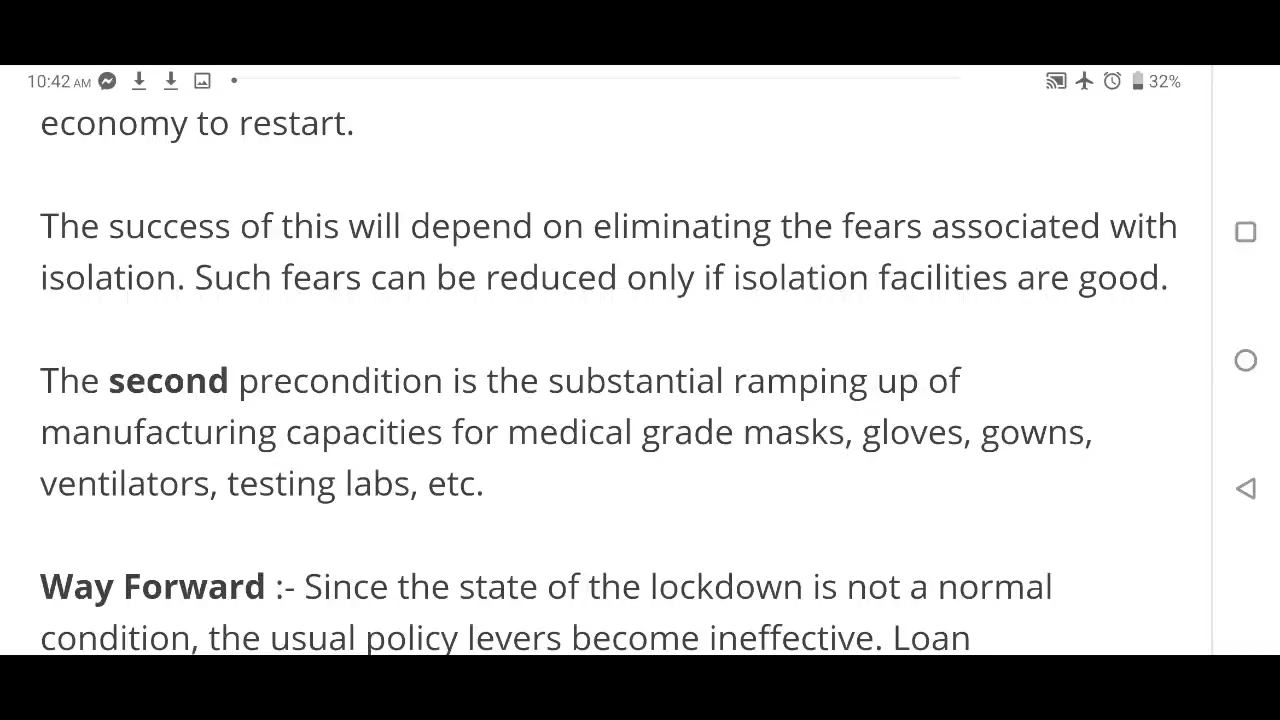 10:42 AM
32%
economy to restart.
The success of this will depend on eliminating the fears associated with
isolation. Such fears can be reduced only if isolation facilities are good.
The second precondition is the substantial ramping up of
manufacturing capacities for medical grade masks, gloves, gowns,
ventilators, testing labs, etc.
Way Forward :- Since the state of the lockdown is not a normal
condition, the usual policy levers become ineffective. Loan